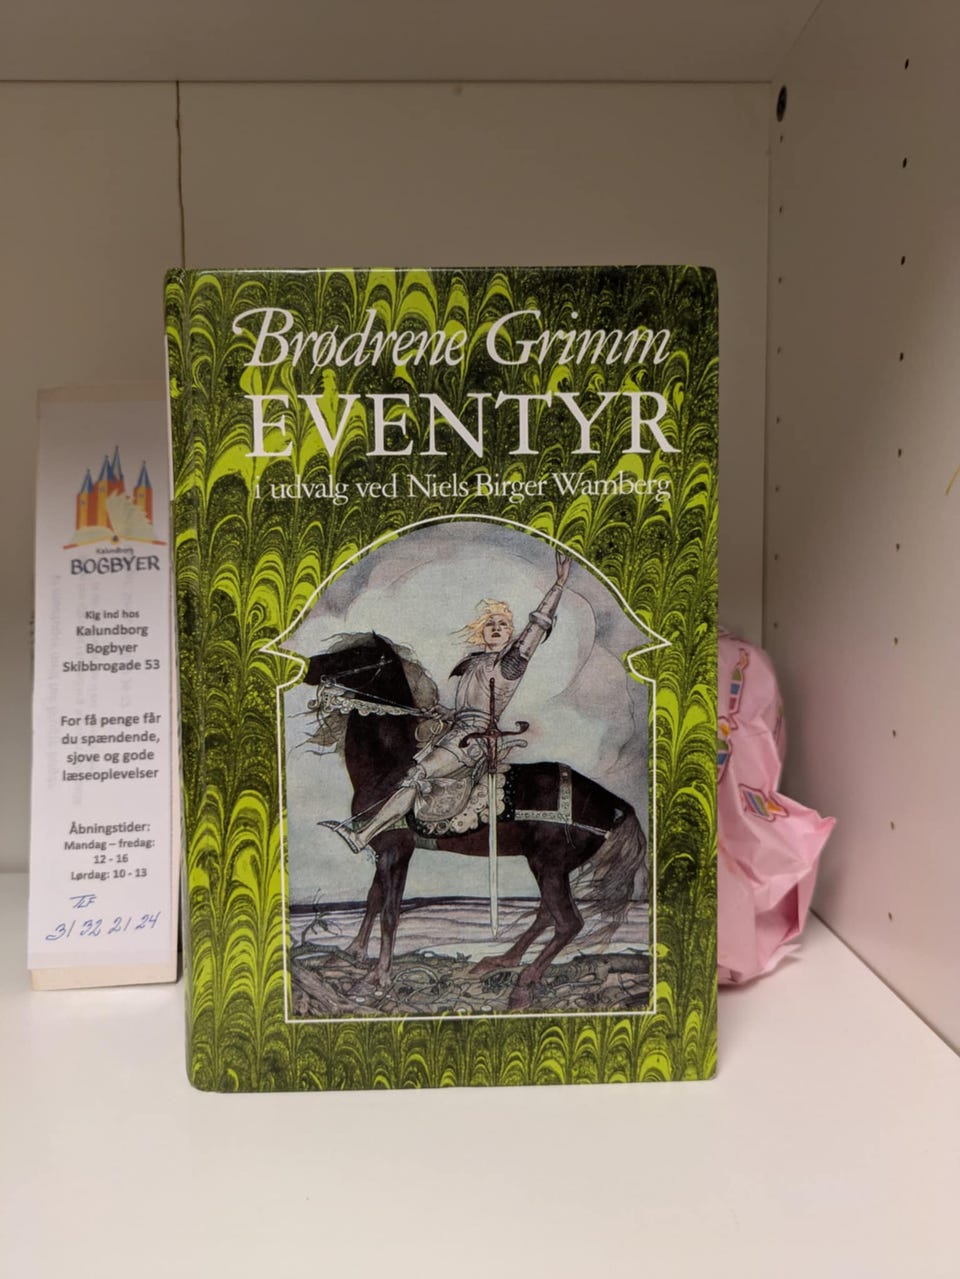 Brødrene Grimm
EVENTYR
i udvalg ved Niels Birger Wamberg
Kalundborg
BOGBYER
Kig ind hos
Kalundborg
Bogbyer
Skibbrogade 53
For få penge får
du spændende,
sjove og gode
læseoplevelser
Åbningstider:
Mandag – fredag:
12 - 16
Lørdag: 10 - 13
TLF
31 32 21 24